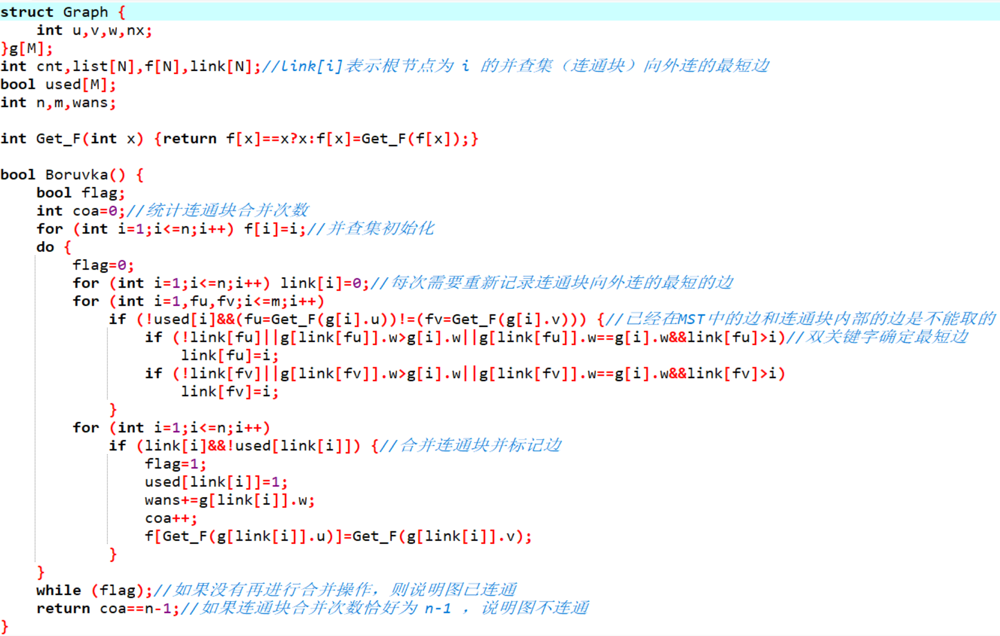 struct Graph {
    int u,v,w,nx;
}g[M];
int cnt,list[N],f[N],link[N];//link[i]表示根节点为 i 的并查集（连通块）向外连的最短边
bool used[M];
int n,m,wans;

int Get_F(int x) {return f[x]==x?x:f[x]=Get_F(f[x]);}

bool Boruvka() {
    bool flag;
    int coa=0;//统计连通块合并次数
    for (int i=1;i<=n;i++) f[i]=i;//并查集初始化
    do {
        flag=0;
        for (int i=1;i<=n;i++) link[i]=0;//每次需要重新记录连通块向外连的最短的边
        for (int i=1,fu,fv;i<=m;i++)
            if (!used[i]&&(fu=Get_F(g[i].u))!=(fv=Get_F(g[i].v))) {//已经在MST中的边和连通块内部的边是不能取的
                if (!link[fu]||g[link[fu]].w>g[i].w||g[link[fu]].w==g[i].w&&link[fu]>i)//双关键字确定最短边
                    link[fu]=i;
                if (!link[fv]||g[link[fv]].w>g[i].w||g[link[fv]].w==g[i].w&&link[fv]>i)
                    link[fv]=i;
            }
        for (int i=1;i<=n;i++)
            if (link[i]&&!used[link[i]]) {//合并连通块并标记边
                flag=1;
                used[link[i]]=1;
                wans+=g[link[i]].w;
                coa++;
                f[Get_F(g[link[i]].u)]=Get_F(g[link[i]].v);
            }
    }
    while (flag);//如果没有再进行合并操作，则说明图已连通
    return coa==n-1;//如果连通块合并次数恰好为 n-1 ，说明图不连通
}